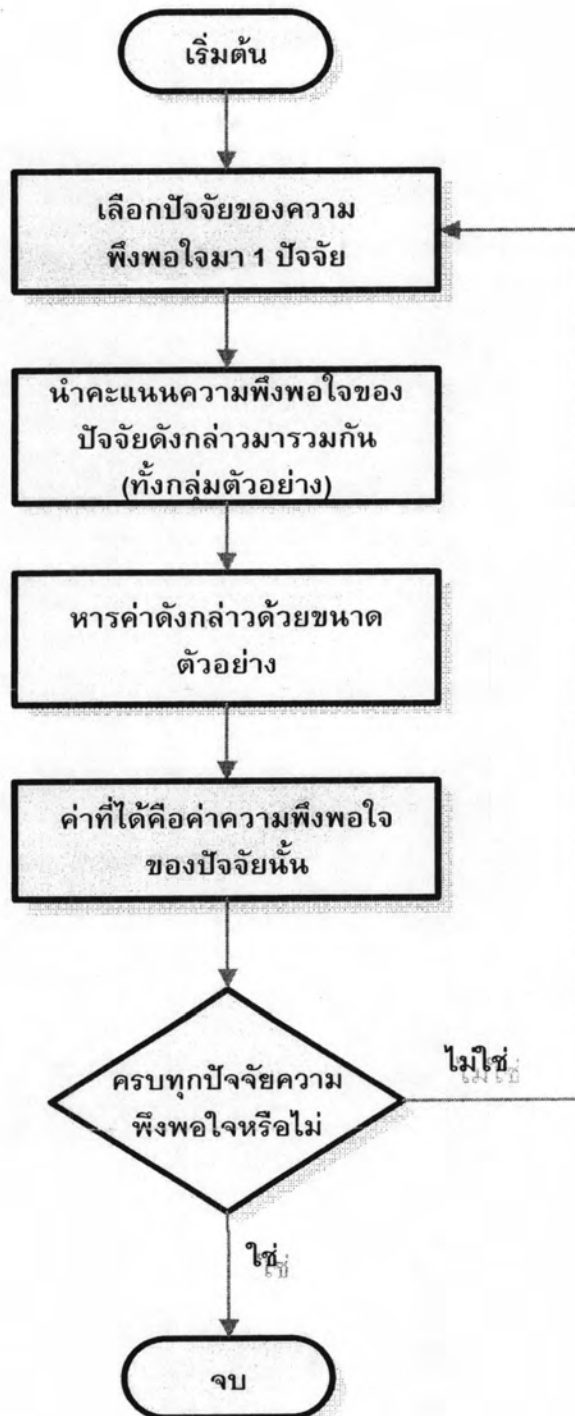 เริ่มต้น
เลือกปัจจัยของความ
พึงพอใจมา 1 ปัจจัย
นำคะแนนความพึงพอใจของ
ปัจจัยดังกล่าวมารวมกัน
(ทั้งกลุ่มตัวอย่าง)
หารค่าดังกล่าวด้วยขนาด
ตัวอย่าง
ค่าที่ได้คือค่าความพึงพอใจ
ของปัจจัยนั้น
ครบทุกปัจจัยความ
พึงพอใจหรือไม่
ไม่ใช่
ใช่
จบ